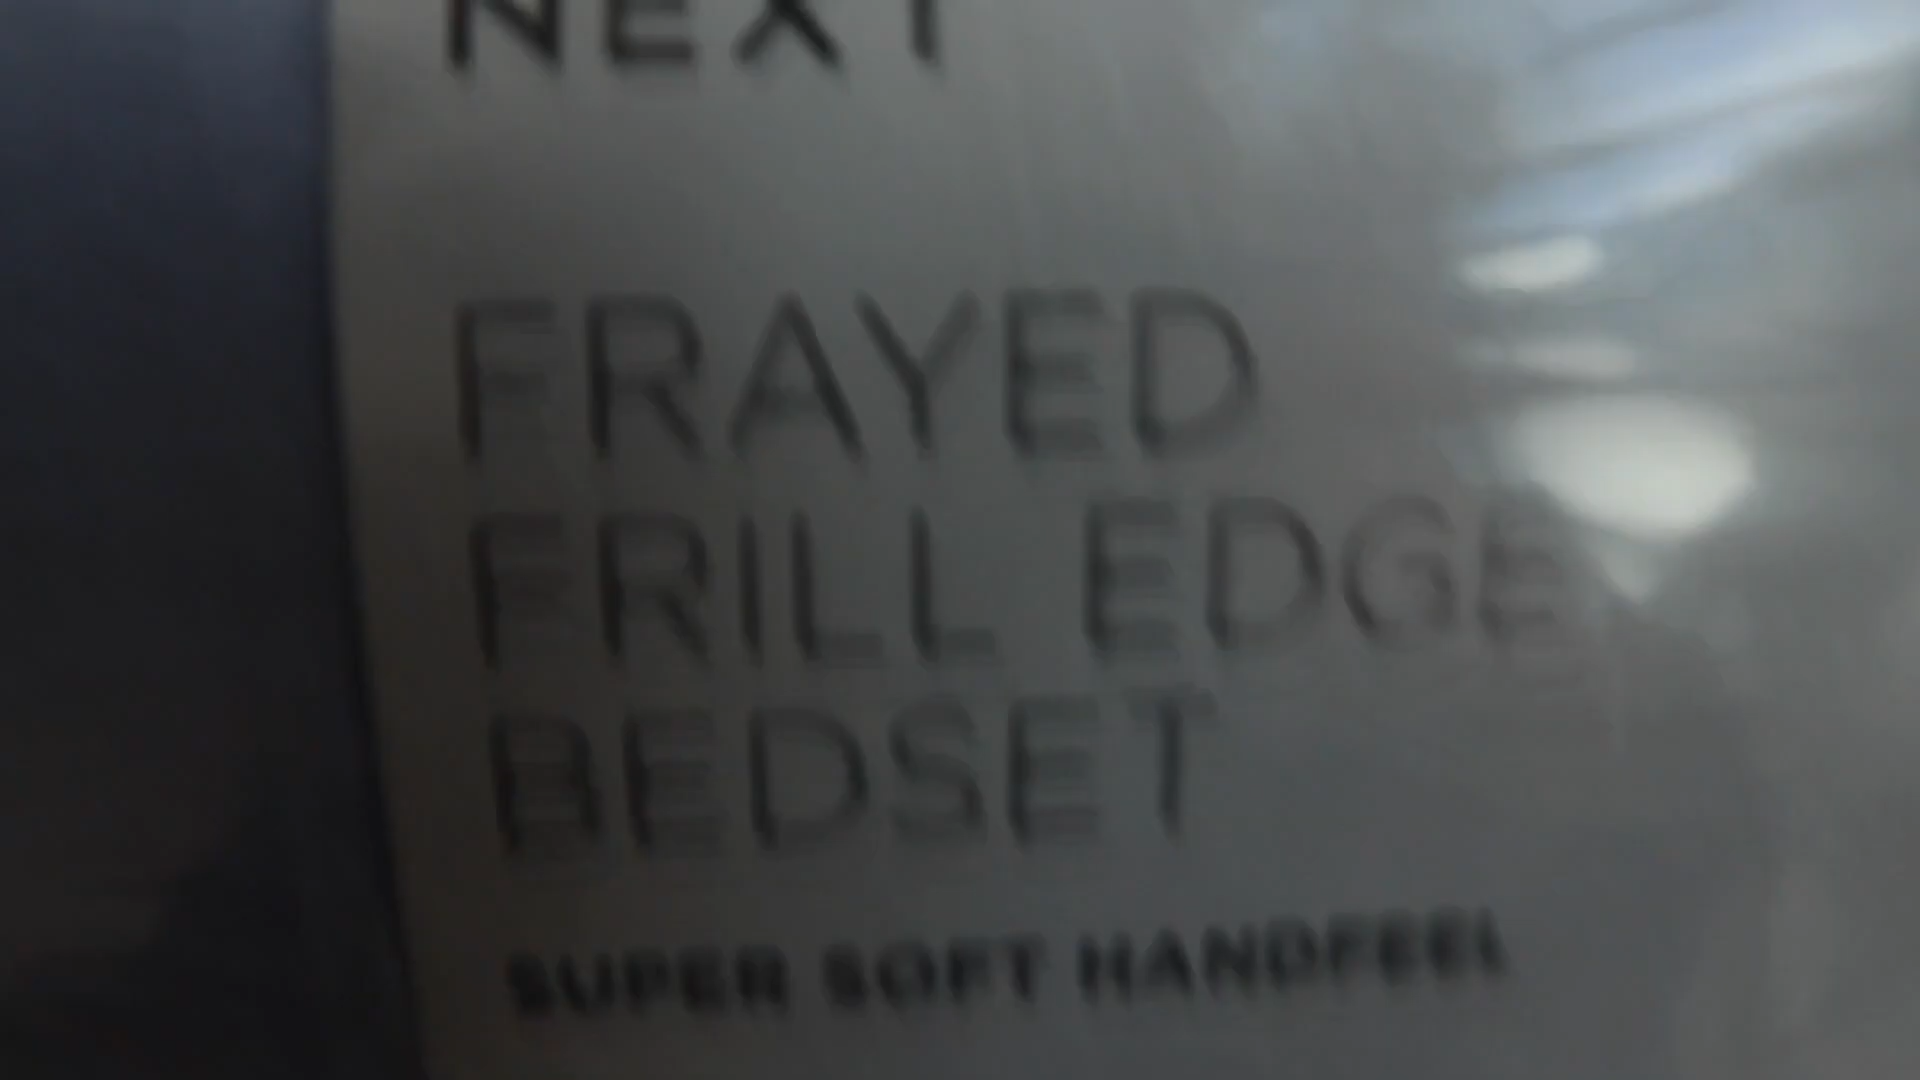 NEXT
FRAYED
FRILL EDGE
BEDSET
SUPER SOFT HANDFEEL